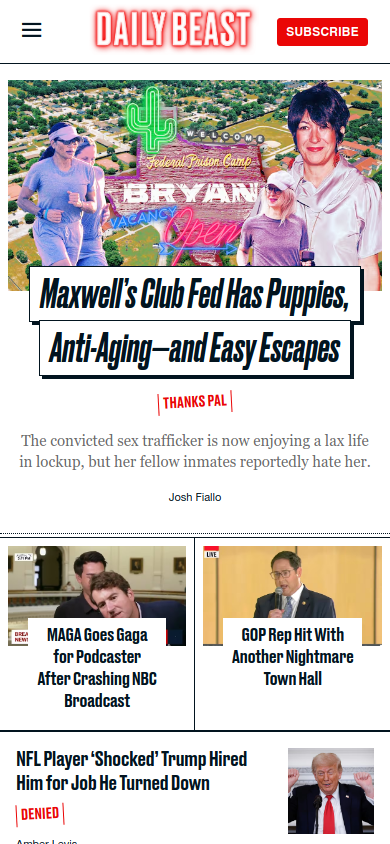 DAILY BEAST
SUBSCRIBE
WELCOME
Federal Prison Camp
BRYAN
VACANCY
Open
Maxwell's Club Fed Has Puppies,
Anti-Aging—and Easy Escapes
THANKS PAL
The convicted sex trafficker is now enjoying a lax life
in lockup, but her fellow inmates reportedly hate her.
Josh Fiallo
LIVE
MAGA Goes Gaga
for Podcaster
After Crashing NBC
Broadcast
GOP Rep Hit With
Another Nightmare
Town Hall
NFL Player ‘Shocked’ Trump Hired
Him for Job He Turned Down
DENIED
Amber Lewis